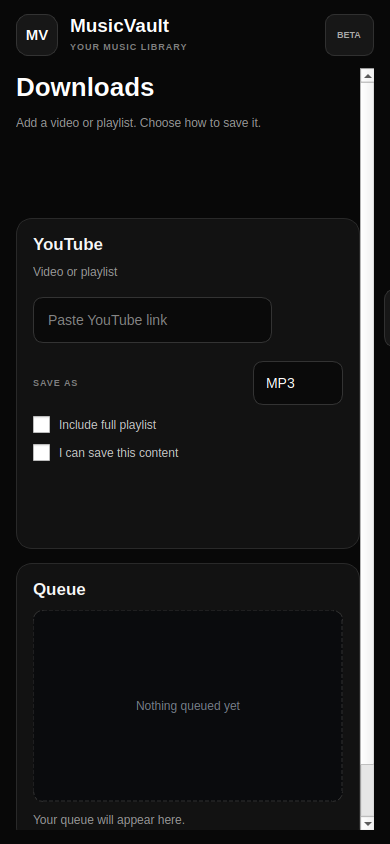 MV
MusicVault
YOUR MUSIC LIBRARY
BETA
Downloads
Add a video or playlist. Choose how to save it.
YouTube
Video or playlist
Paste YouTube link
SAVE AS
MP3
Include full playlist
I can save this content
Queue
Nothing queued yet
Your queue will appear here.